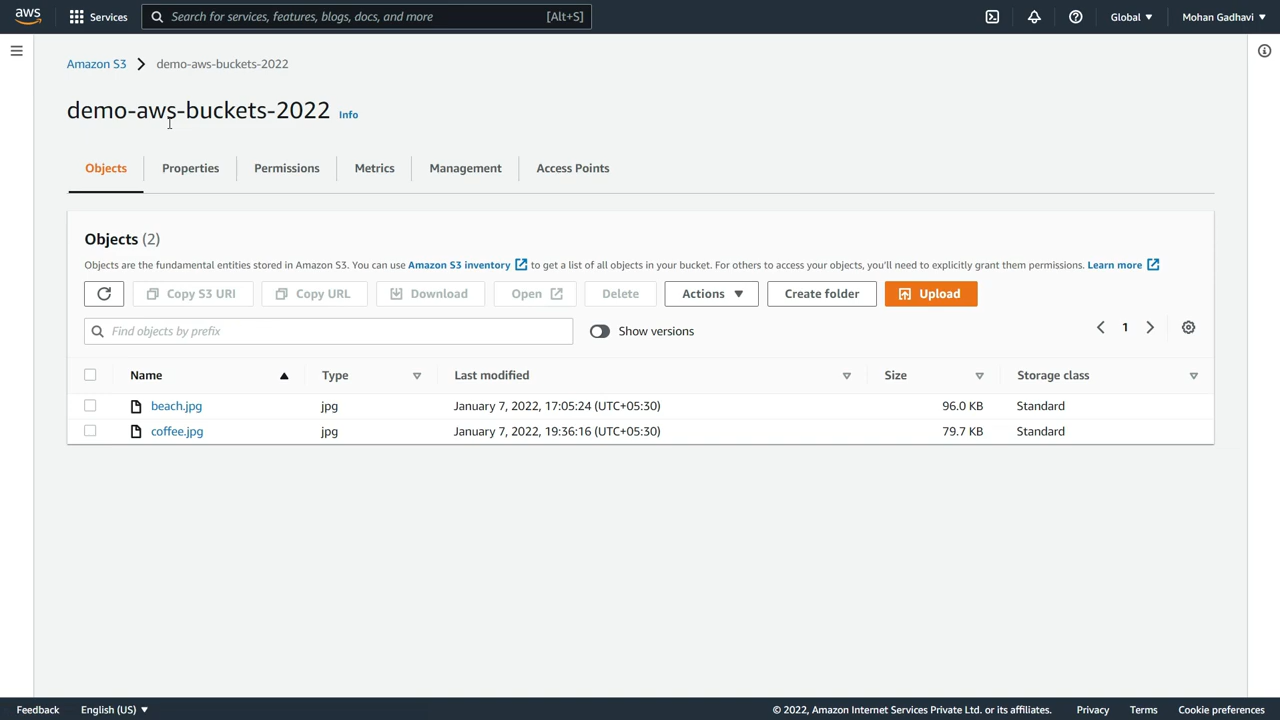 aws Services Search for services, features, blogs, docs, and more [Alt+S] Global ▼ Mohan Gadhavi ▼
Amazon S3 > demo-aws-buckets-2022
demo-aws-buckets-2022 Info
Objects Properties Permissions Metrics Management Access Points
Objects (2)
Objects are the fundamental entities stored in Amazon S3. You can use Amazon S3 inventory to get a list of all objects in your bucket. For others to access your objects, you'll need to explicitly grant them permissions. Learn more
Copy S3 URI Copy URL Download Open Delete Actions ▼ Create folder Upload
Find objects by prefix Show versions < 1 >
Name ▲ Type ▽ Last modified ▽ Size ▽ Storage class ▽
beach.jpg jpg January 7, 2022, 17:05:24 (UTC+05:30) 96.0 KB Standard
coffee.jpg jpg January 7, 2022, 19:36:16 (UTC+05:30) 79.7 KB Standard
Feedback English (US) ▼ © 2022, Amazon Internet Services Private Ltd. or its affiliates. Privacy Terms Cookie preferences